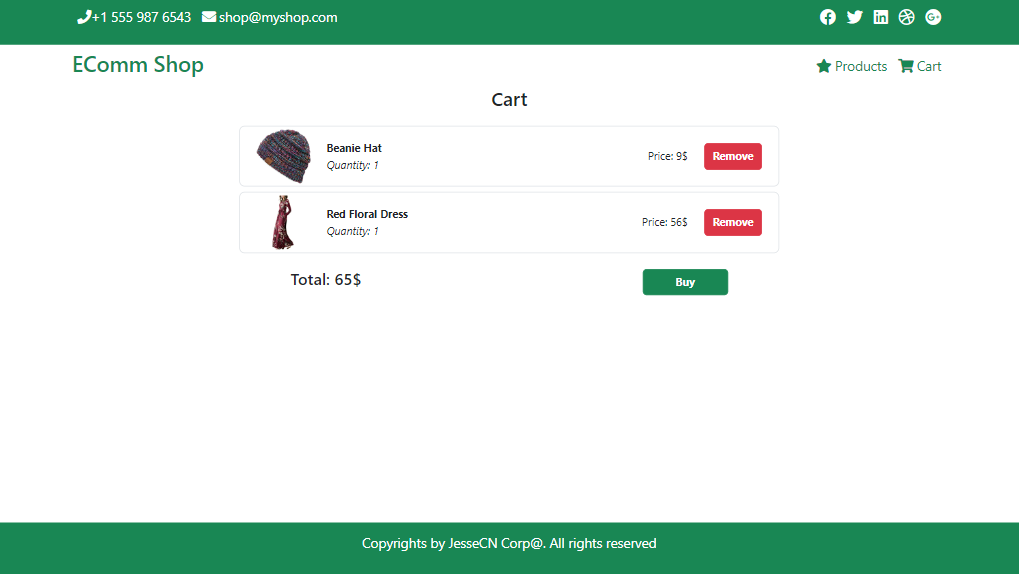 +1 555 987 6543 shop@myshop.com
EComm Shop
Products Cart
Cart
Beanie Hat
Quantity: 1
Price: 9$ Remove
Red Floral Dress
Quantity: 1
Price: 56$ Remove
Total: 65$ Buy
Copyrights by JesseCN Corp@. All rights reserved